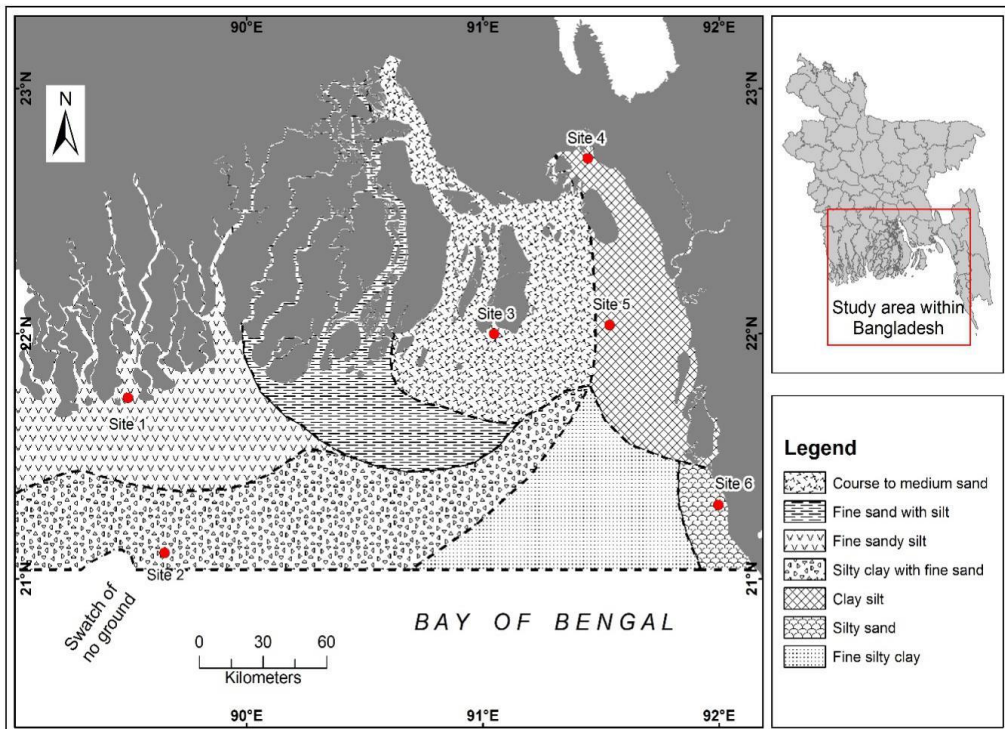 90°E
91°E
92°E
23°N
23°N
N
Site 4
Site 3
Site 5
22°N
22°N
Site 1
Site 6
Site 2
21°N
21°N
Swatch of
no ground
BAY OF BENGAL
0 30 60
Kilometers
90°E
91°E
92°E
Study area within
Bangladesh
Legend
Course to medium sand
Fine sand with silt
Fine sandy silt
Silty clay with fine sand
Clay silt
Silty sand
Fine silty clay